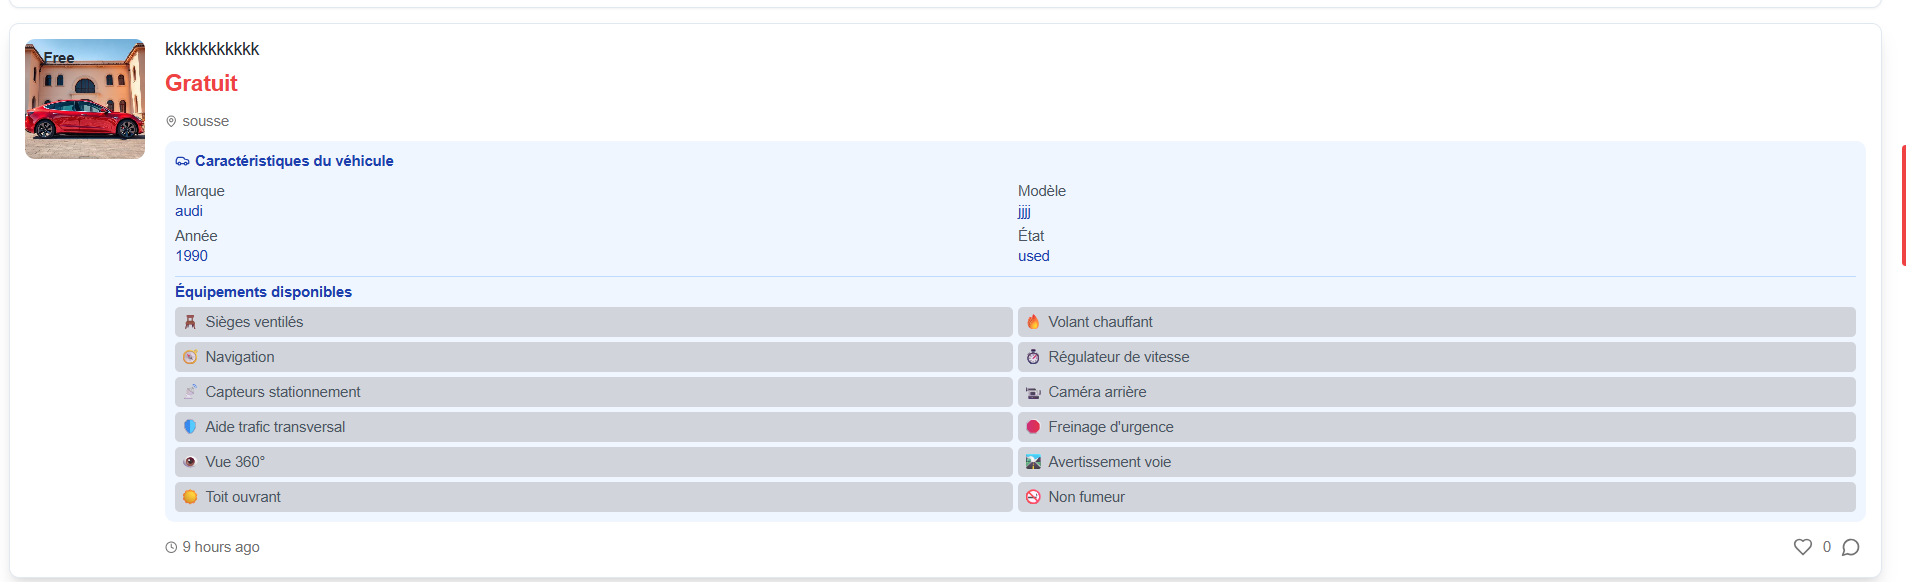 Free
kkkkkkkkkkk
Gratuit
sousse
Caractéristiques du véhicule
Marque
audi
Modèle
jjjj
Année
1990
État
used
Équipements disponibles
Sièges ventilés
Volant chauffant
Navigation
Régulateur de vitesse
Capteurs stationnement
Caméra arrière
Aide trafic transversal
Freinage d'urgence
Vue 360°
Avertissement voie
Toit ouvrant
Non fumeur
9 hours ago
0